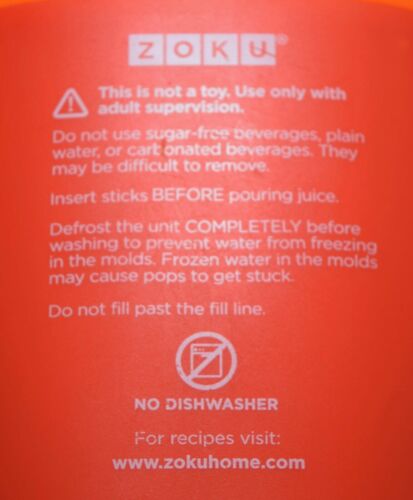 ZOKU®
This is not a toy. Use only with
adult supervision.
Do not use sugar-free beverages, plain
water, or carbonated beverages. They
may be difficult to remove.
Insert sticks BEFORE pouring juice.
Defrost the unit COMPLETELY before
washing to prevent water from freezing
in the molds. Frozen water in the molds
may cause pops to get stuck.
Do not fill past the fill line.
NO DISHWASHER
For recipes visit:
www.zokuhome.com